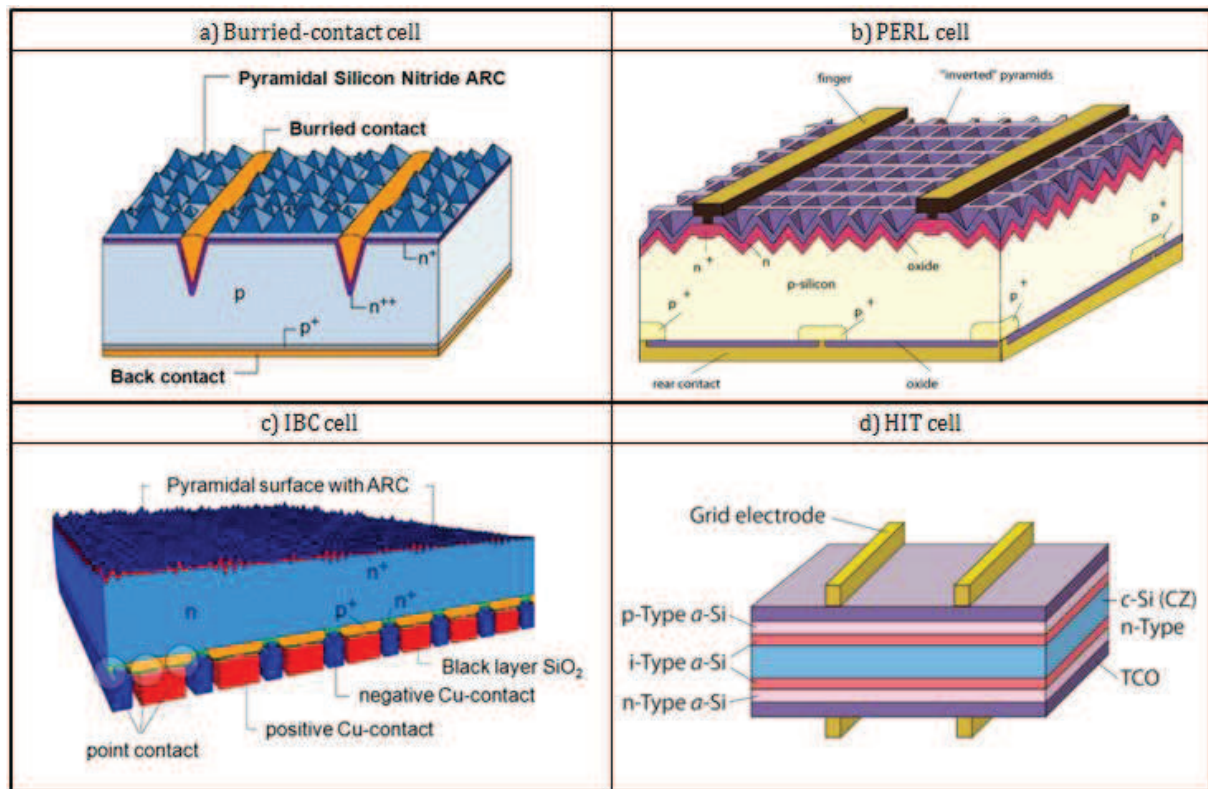 a) Burried-contact cell
Pyramidal Silicon Nitride ARC
Burried contact
n+
p
n++
p+
Back contact
b) PERL cell
finger
"inverted" pyramids
n+
n
oxide
p-silicon
p+
p+
p+
p+
rear contact
oxide
c) IBC cell
Pyramidal surface with ARC
n+
n
p+
n+
Black layer SiO₂
negative Cu-contact
positive Cu-contact
point contact
d) HIT cell
Grid electrode
p-Type a-Si
c-Si (CZ)
n-Type
i-Type a-Si
n-Type a-Si
TCO